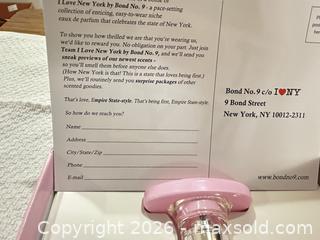 I Love New York by Bond No. 9 a pace-setting
collection of enticing, easy-to-wear niche
eaux de parfum that celebrates the state of New York.
To show you how thrilled we are that you're wearing us,
we'd like to reward you. No obligation on your part. Just join
Team I Love New York by Bond No. 9, and we'll send you
sneak previews of our newest scents -
so you'll smell them before anyone else does.
(How New York is that! This is a state that loves being first.)
Plus, we'll routinely send you surprise packages of other
scented goodies.
That's love, Empire State-style. That's being first, Empire State-style.
So how do we reach you?
Name
Address
City/State/Zip
Phone
E-mail
Bond No. 9 c/o I❤NY
9 Bond Street
New York, NY 10012-2311
www.bondno9.com
Copyright 2026 - maxsold.com